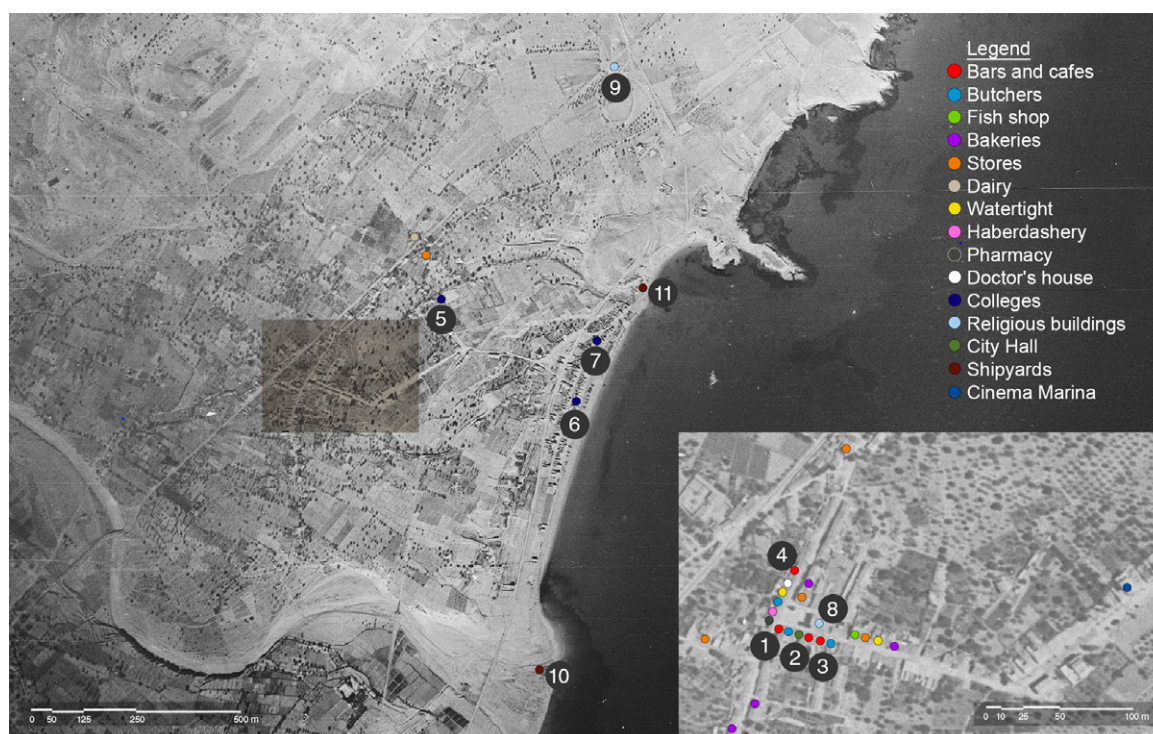 Legend
Bars and cafes
Butchers
Fish shop
Bakeries
Stores
Dairy
Watertight
Haberdashery
Pharmacy
Doctor's house
Colleges
Religious buildings
City Hall
Shipyards
Cinema Marina
9
5
11
7
6
10
4
8
1
2
3
0 50 125 250 500 m
0 10 25 50 100 m